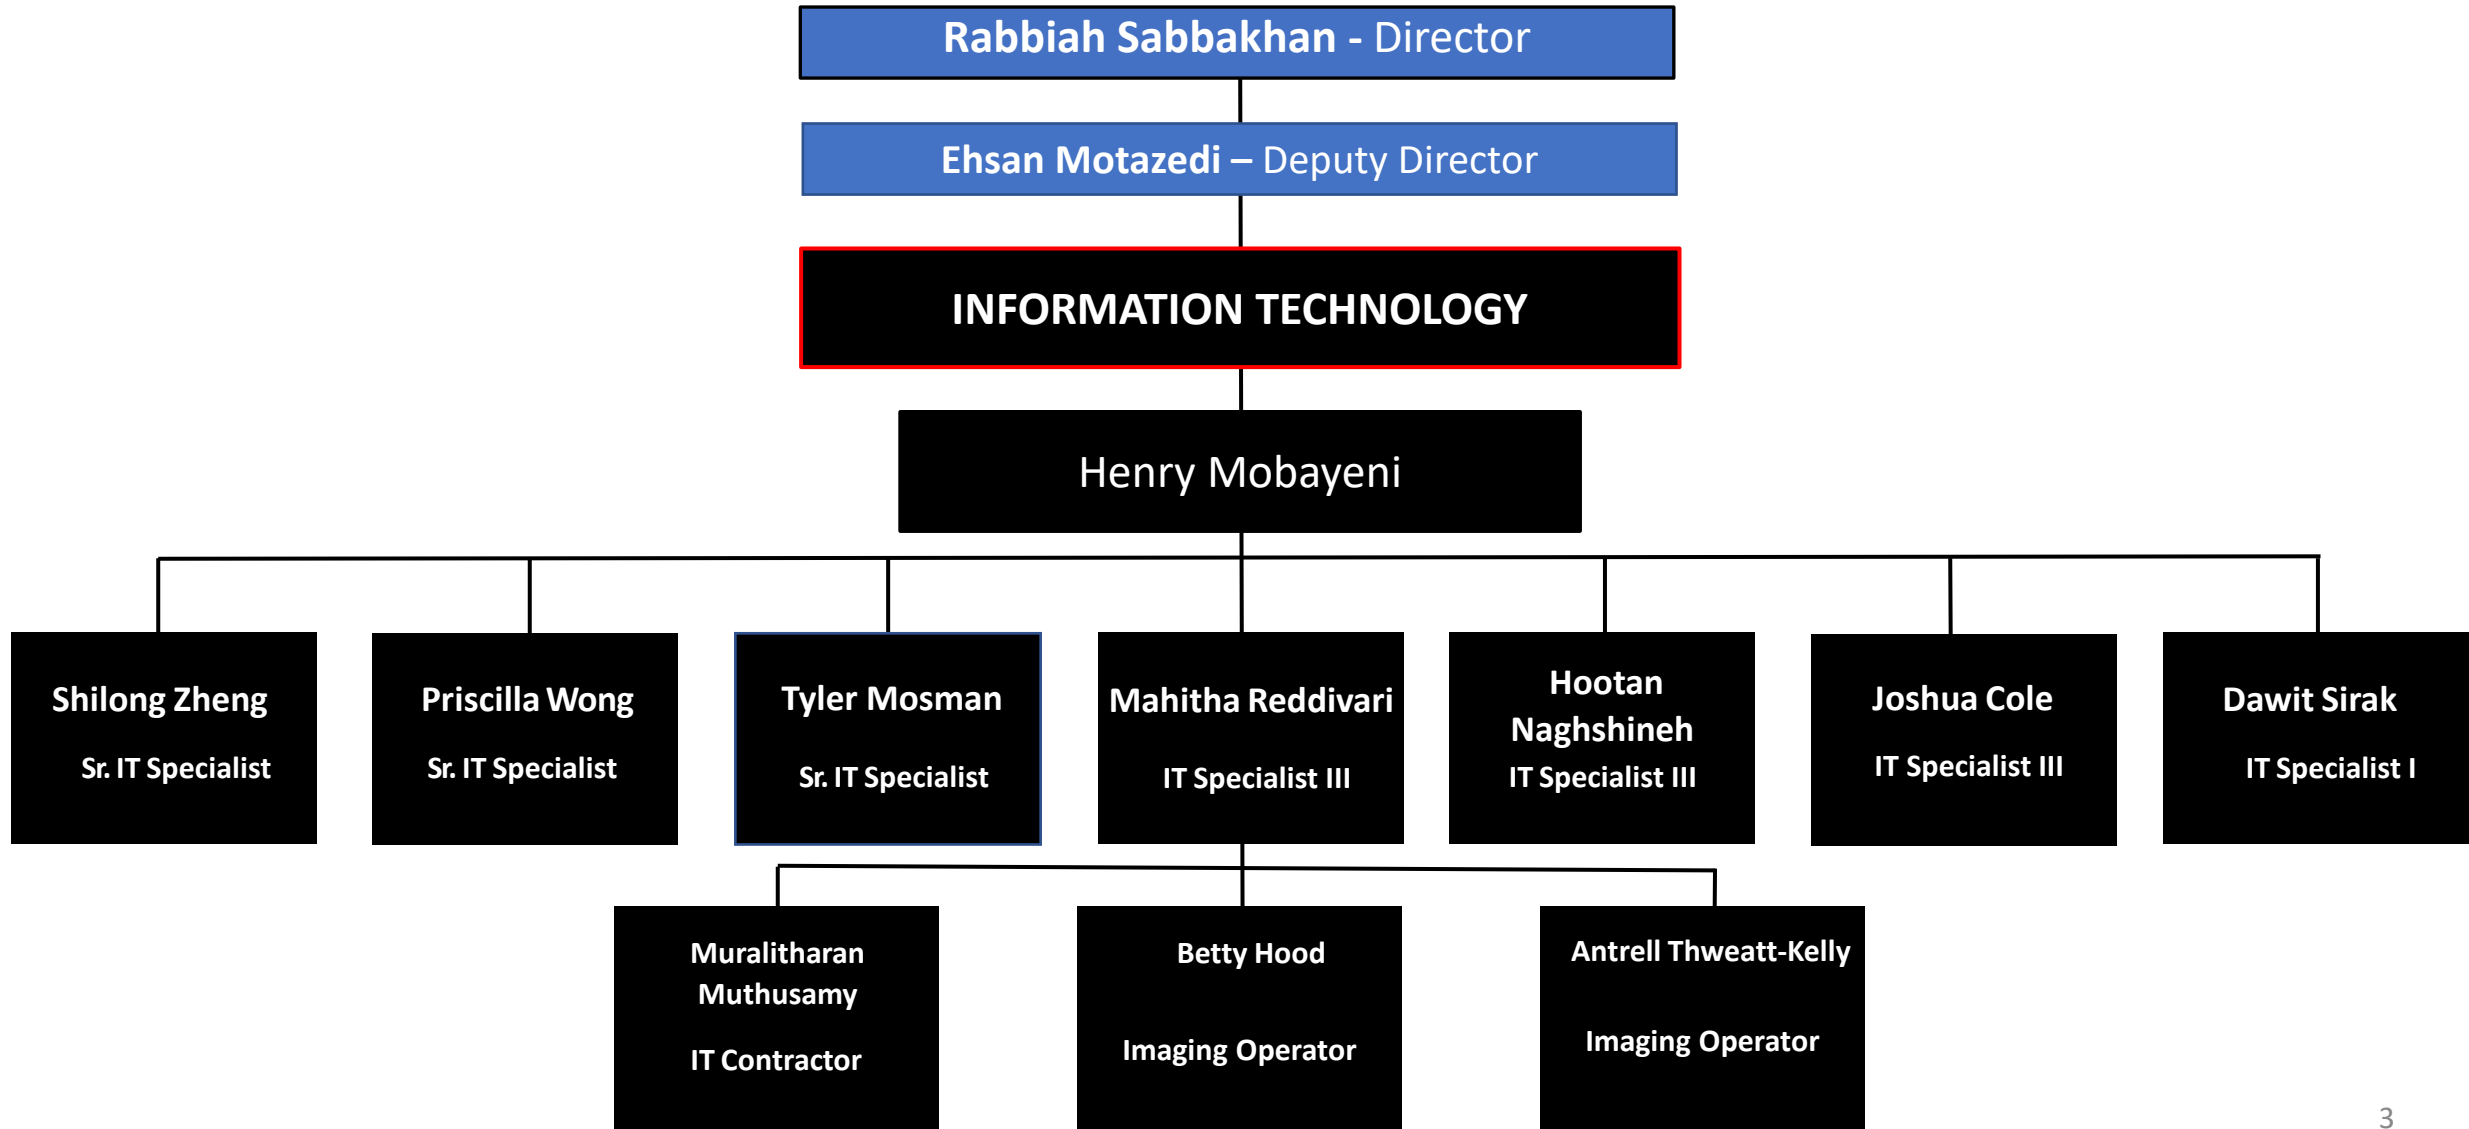 Rabbiah Sabbakhan - Director
Ehsan Motazedi – Deputy Director
INFORMATION TECHNOLOGY
Henry Mobayeni
Shilong Zheng
Sr. IT Specialist
Priscilla Wong
Sr. IT Specialist
Tyler Mosman
Sr. IT Specialist
Mahitha Reddivari
IT Specialist III
Hootan
Naghshineh
IT Specialist III
Joshua Cole
IT Specialist III
Dawit Sirak
IT Specialist I
Muralitharan
Muthusamy
IT Contractor
Betty Hood
Imaging Operator
Antrell Thweatt-Kelly
Imaging Operator
3